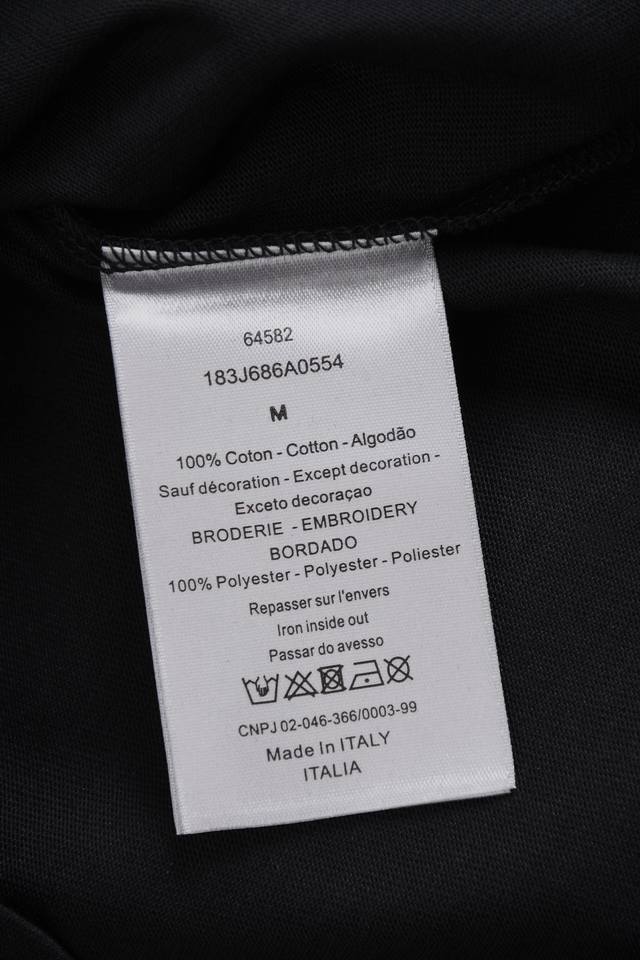 64582
183J686A0554
M
100% Coton - Cotton - Algodão
Sauf décoration - Except decoration -
Exceto decoraçao
BRODERIE - EMBROIDERY
BORDADO
100% Polyester - Polyester - Poliester
Repasser sur l'envers
Iron inside out
Passar do avesso
CNPJ 02-046-366/0003-99
Made In ITALY
ITALIA